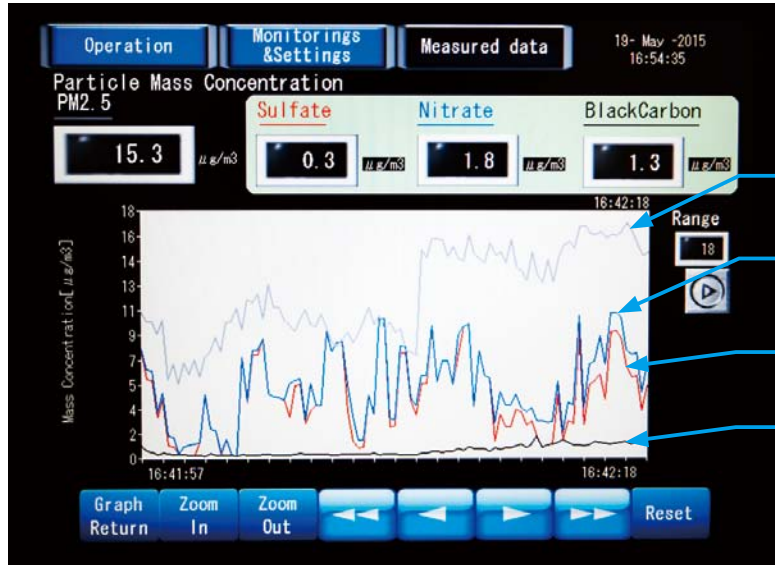 Operation
Monitorings
&Settings
Measured data
19- May -2015
16:54:35
Particle Mass Concentration
PM2. 5
Sulfate
Nitrate
BlackCarbon
15. 3 μg/m3
0. 3 μg/m3
1. 8 μg/m3
1. 3 μg/m3
16:42:18
Range
18
Mass Concentration[μg/m3]
18
16
14
13
11
9
7
5
4
2
0
16:41:57
16:42:18
Graph
Return
Zoom
In
Zoom
Out
Reset